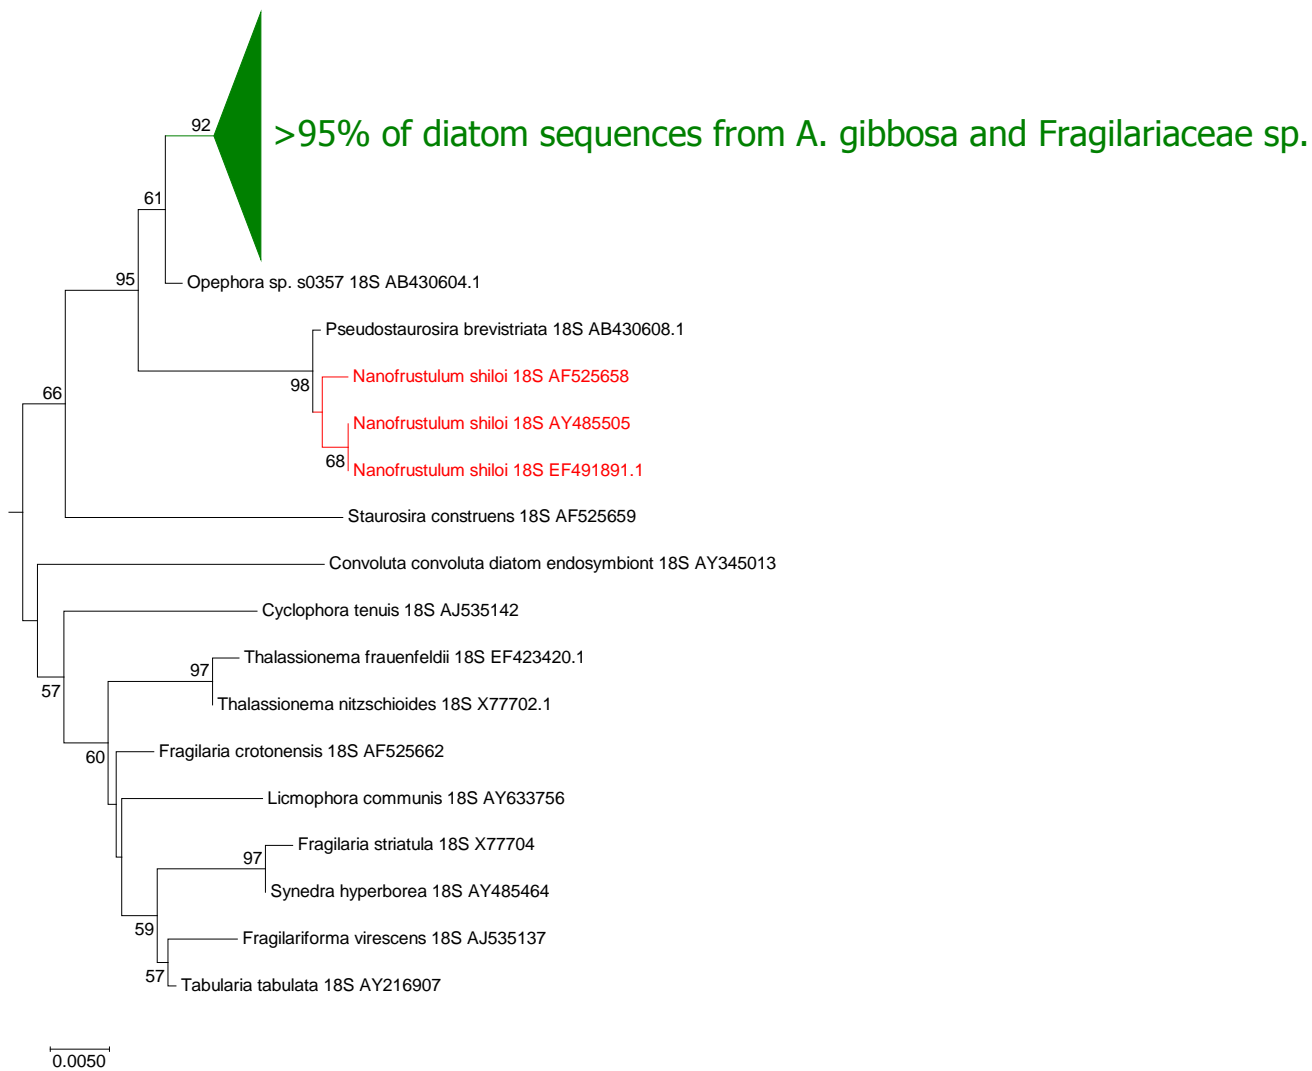 92
>95% of diatom sequences from A. gibbosa and Fragilariaceae sp.
61
95
Opephora sp. s0357 18S AB430604.1
Pseudostaurosira brevistriata 18S AB430608.1
98
Nanofrustulum shiloi 18S AF525658
66
Nanofrustulum shiloi 18S AY485505
68
Nanofrustulum shiloi 18S EF491891.1
Staurosira construens 18S AF525659
Convoluta convoluta diatom endosymbiont 18S AY345013
Cyclophora tenuis 18S AJ535142
97
Thalassionema frauenfeldii 18S EF423420.1
57
Thalassionema nitzschioides 18S X77702.1
60
Fragilaria crotonensis 18S AF525662
Licmophora communis 18S AY633756
97
Fragilaria striatula 18S X77704
Synedra hyperborea 18S AY485464
59
Fragilariforma virescens 18S AJ535137
57
Tabularia tabulata 18S AY216907
0.0050